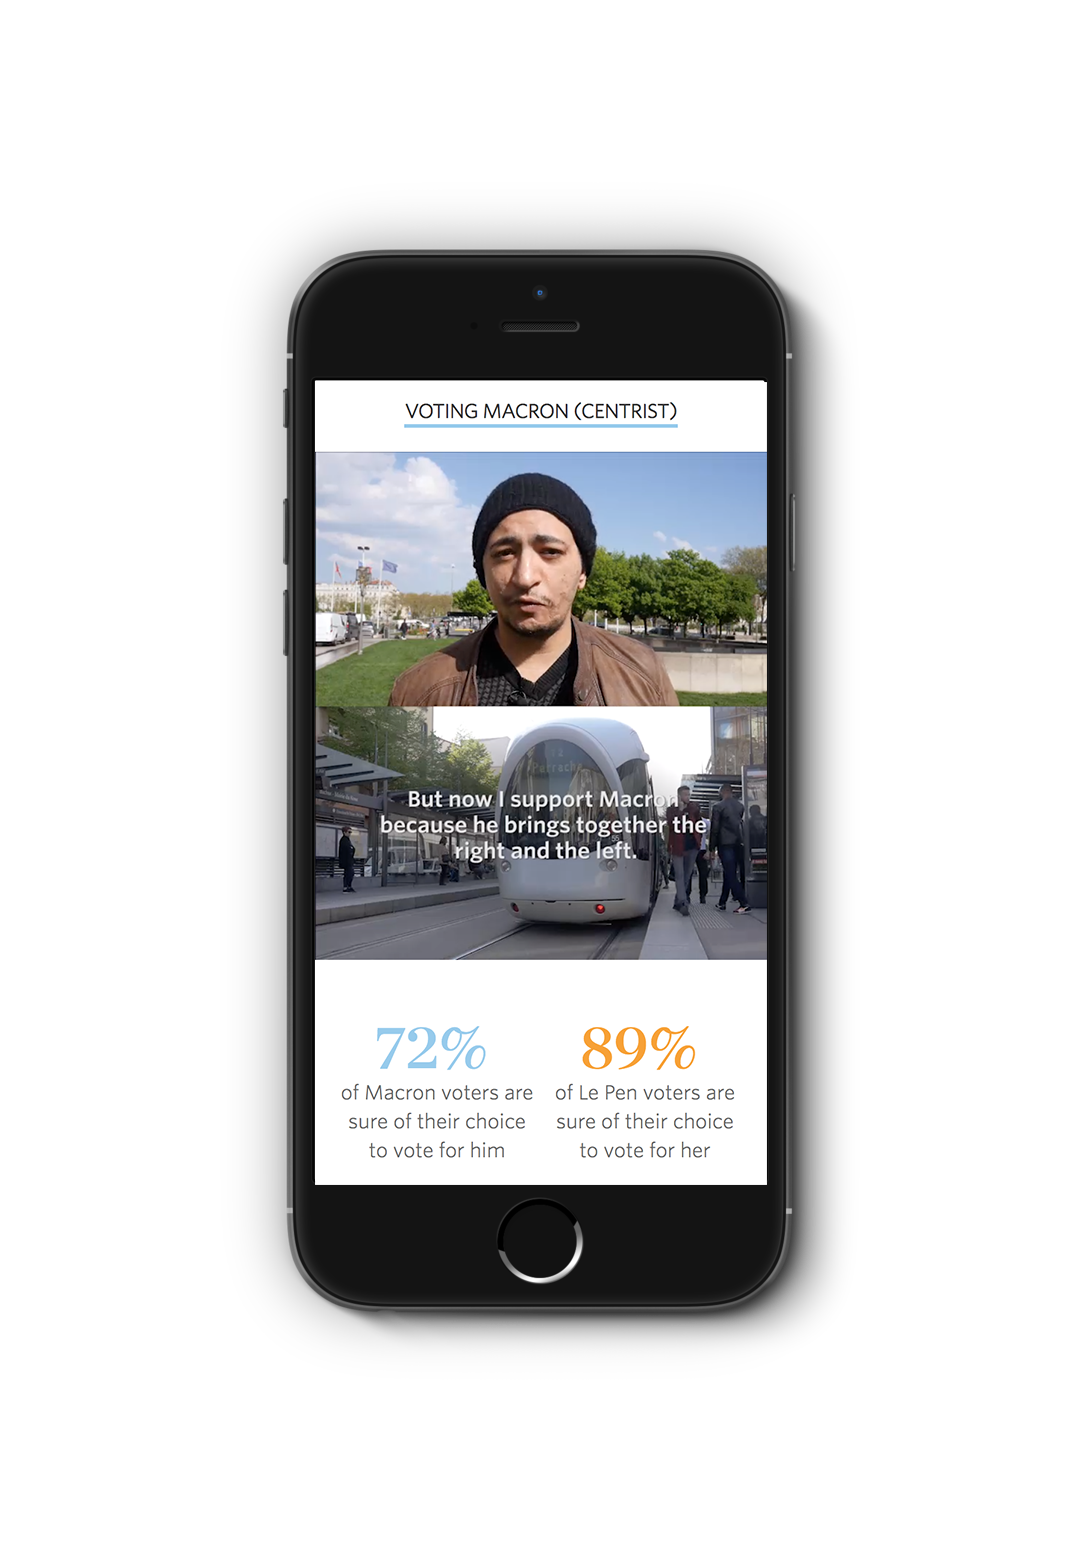 VOTING MACRON (CENTRIST)
Perrache
But now I support Macron
because he brings together the
right and the left.
72%
of Macron voters are
sure of their choice
to vote for him
89%
of Le Pen voters are
sure of their choice
to vote for her